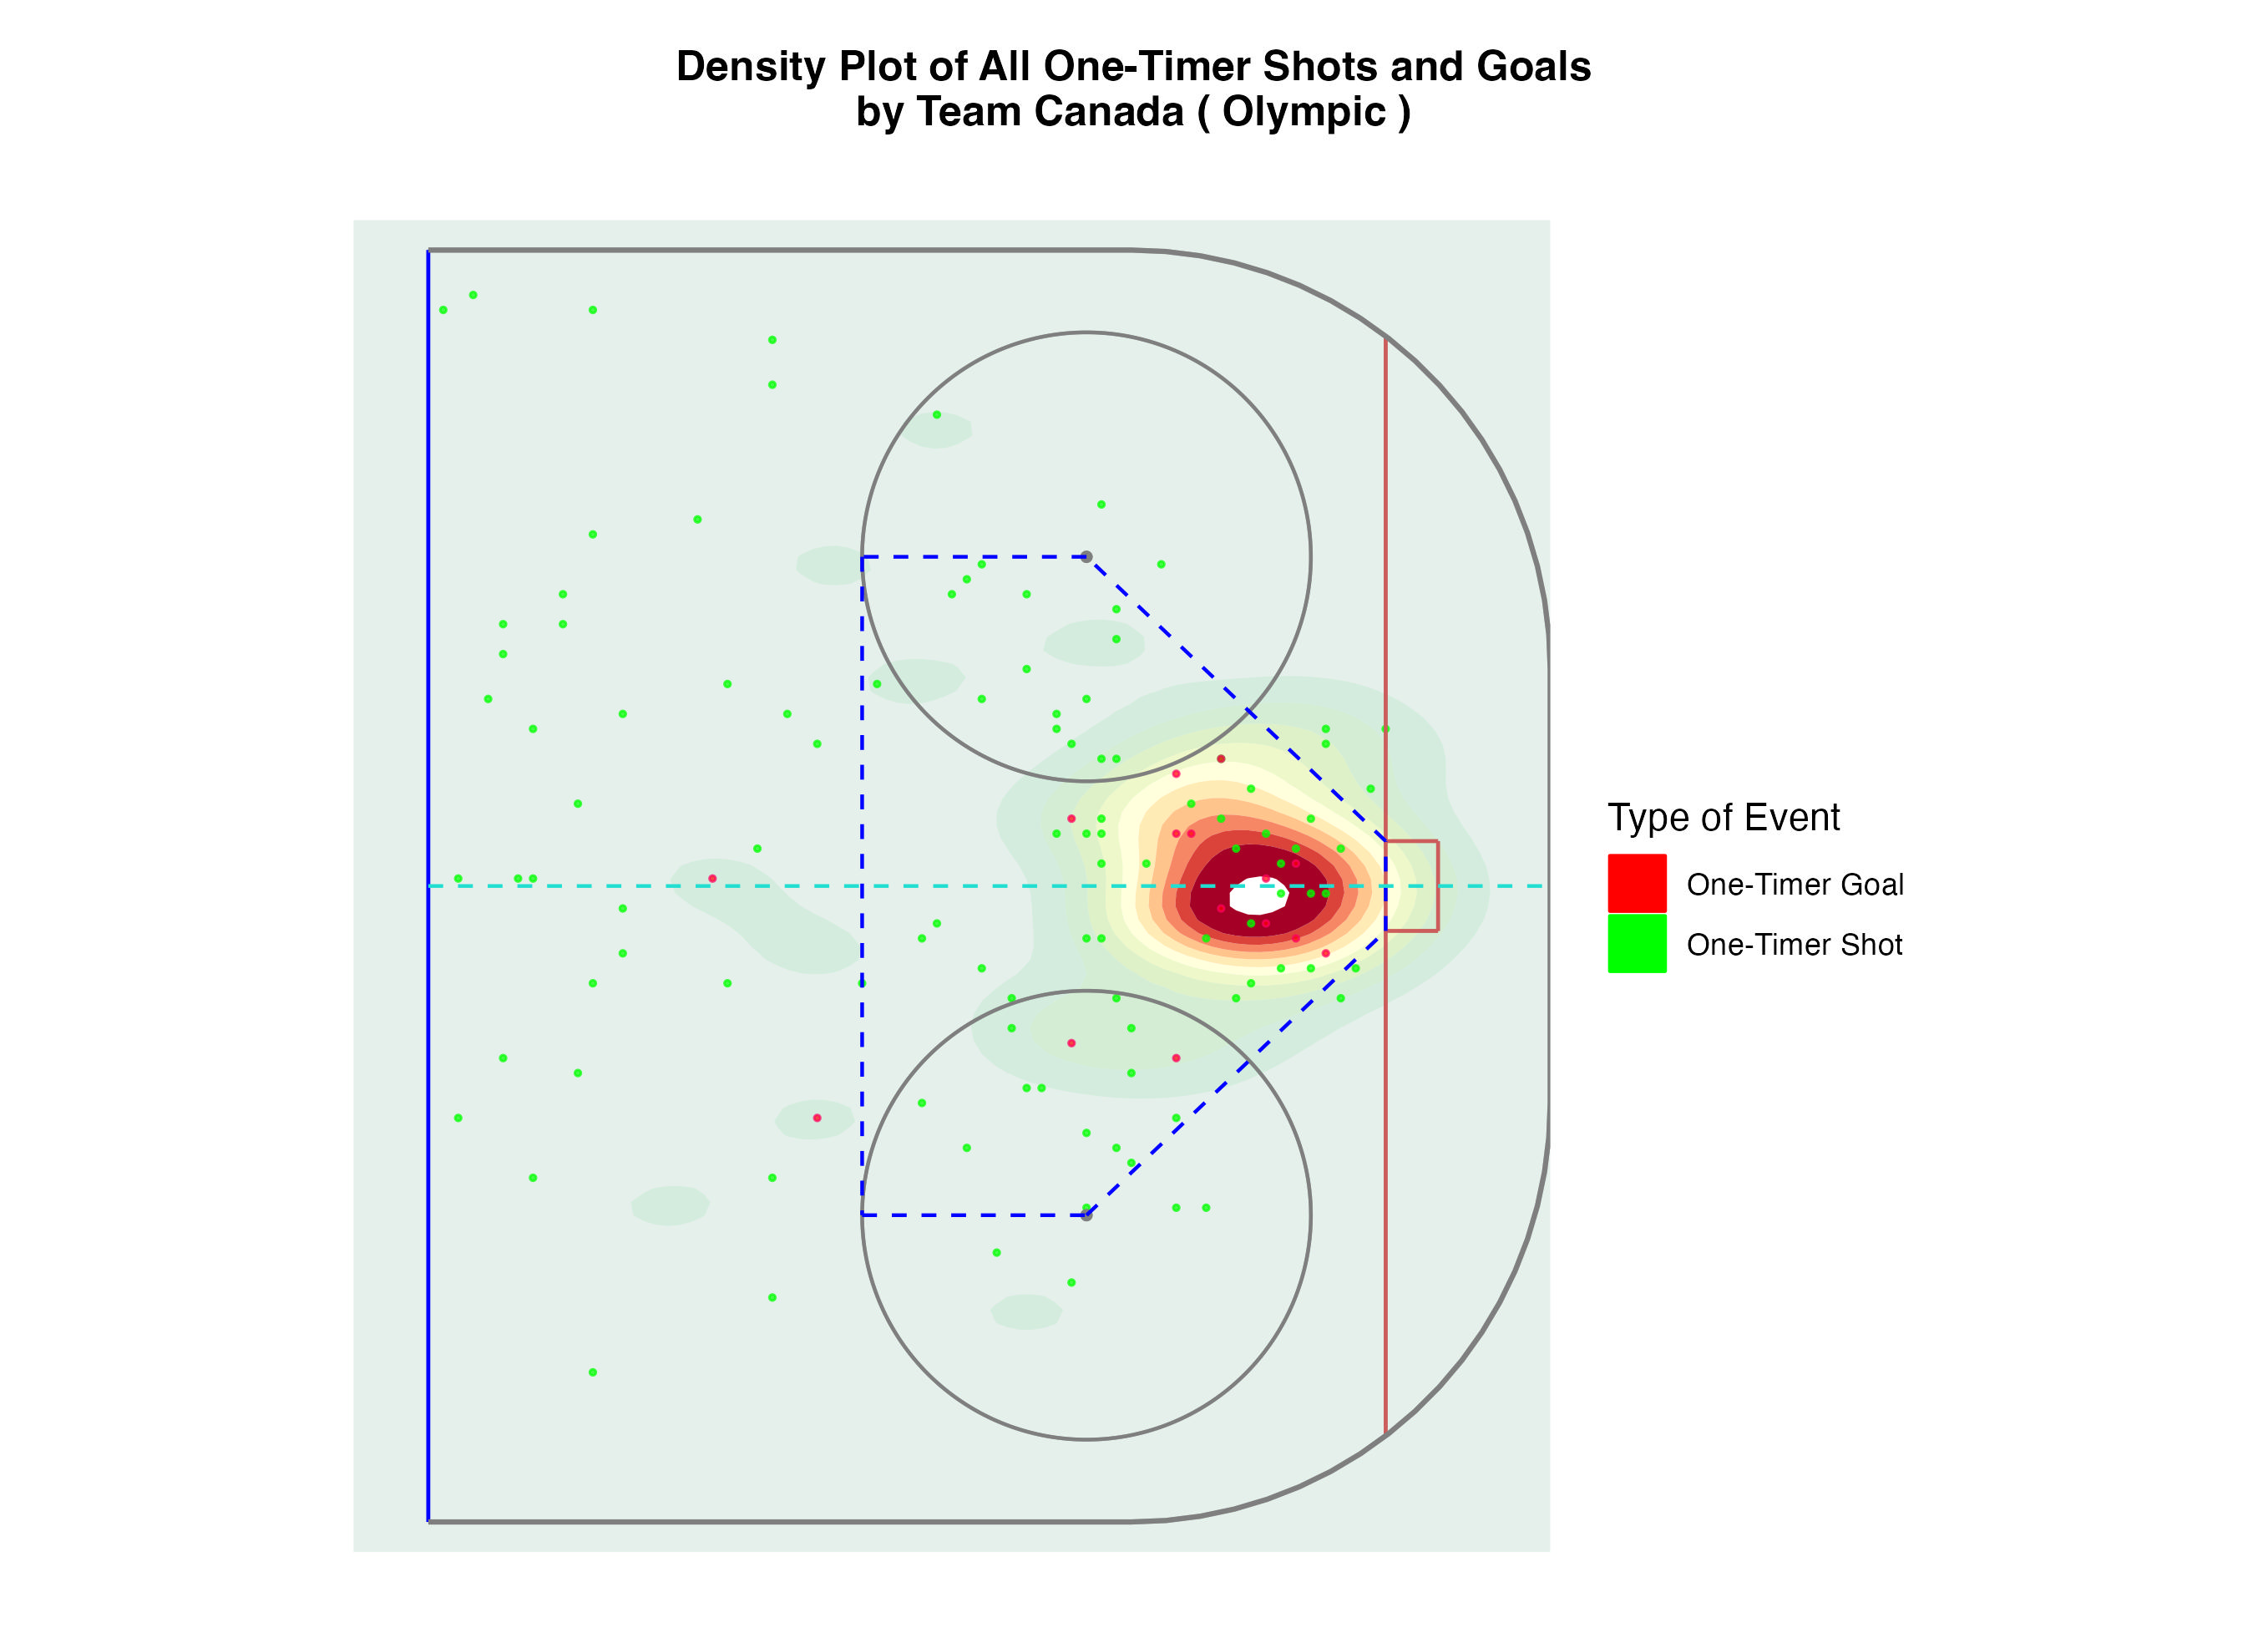 Density Plot of All One-Timer Shots and Goals
by Team Canada ( Olympic )
Type of Event
One-Timer Goal
One-Timer Shot